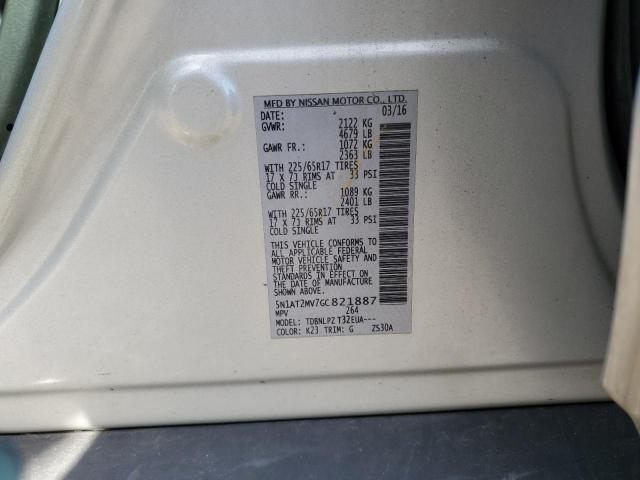 MFD BY NISSAN MOTOR CO., LTD.
DATE: 03/16
GVWR: 2122 KG
4679 LB
GAWR FR.: 1072 KG
2363 LB
WITH 225/65R17 TIRES
17 X 7J RIMS AT 33 PSI
COLD SINGLE
GAWR RR.: 1089 KG
2401 LB
WITH 225/65R17 TIRES
17 X 7J RIMS AT 33 PSI
COLD SINGLE
THIS VEHICLE CONFORMS TO
ALL APPLICABLE FEDERAL
MOTOR VEHICLE SAFETY AND
THEFT PREVENTION
STANDARDS IN EFFECT ON
THE DATE OF MANUFACTURE
5N1AT2MV7GC821887
MPV 264
MODEL: TDBNLPZ T32EUA---
COLOR: K23 TRIM: G ZS30A